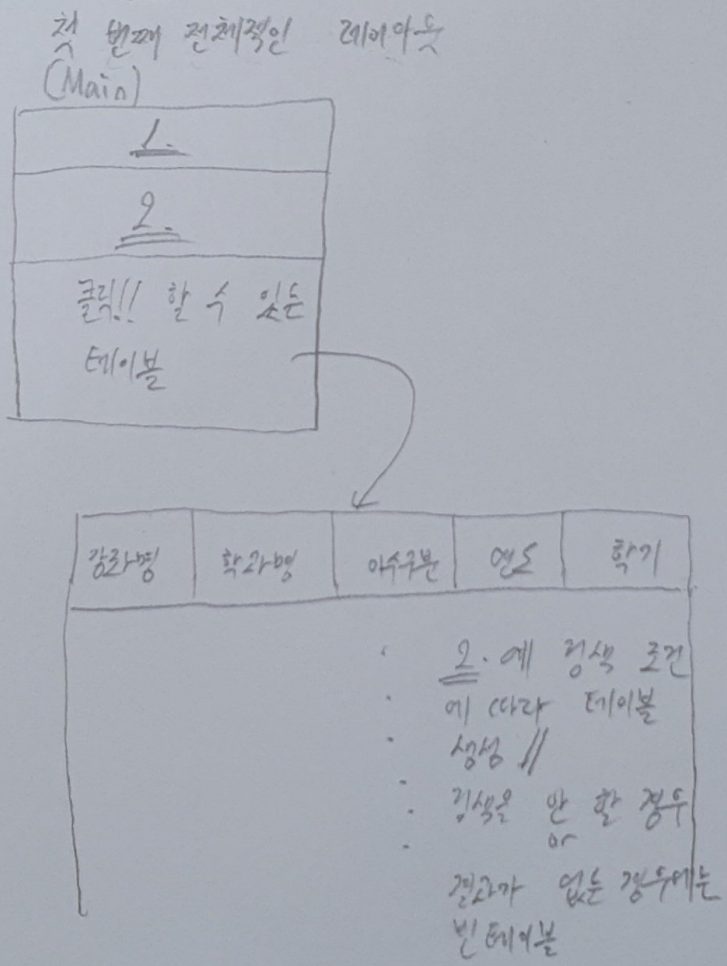 첫 번째 전체적인 레이아웃
(Main)
1.
2.
클릭!! 할 수 있는
테이블
강좌명 학과명 이수구분 연도 학기
2. 에 검색 조건
에 따라 테이블
생성 //
검색을 안 할 경우
or
결과가 없는 경우에는
빈 테이블